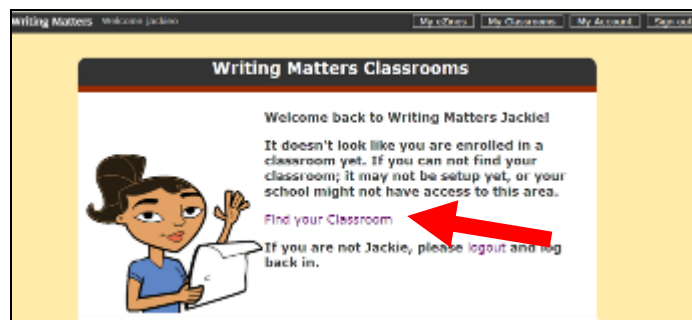 Writing Matters Welcome Jackieo My eZines My Classrooms My Account Sign out
Writing Matters Classrooms
Welcome back to Writing Matters Jackie!
It doesn't look like you are enrolled in a
classroom yet. If you can not find your
classroom; it may not be setup yet, or your
school might not have access to this area.
Find your Classroom
If you are not Jackie, please logout and log
back in.